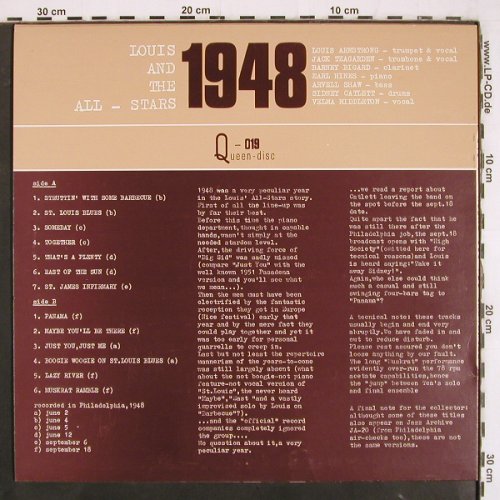 30 cm
20 cm
10 cm
LOUIS
AND
THE
ALL - STARS
1948
LOUIS ARMSTRONG - trumpet & vocal
JACK TEAGARDEN - trombone & vocal
BARNEY BIGARD - clarinet
EARL HINES - piano
ARVELL SHAW - bass
SIDNEY CATLETT - drums
VELMA MIDDLETON - vocal
Q - 019
Queen-disc
side A
1. STRUTTIN' WITH SOME BARBECUE (b)
2. ST. LOUIS BLUES (b)
3. SOMEDAY (c)
4. TOGETHER (c)
5. THAT'S A PLENTY (d)
6. EAST OF THE SUN (d)
7. ST. JAMES INFIRMARY (e)
side B
1. PANAMA (f)
2. MAYBE YOU'LL BE THERE (f)
3. JUST YOU, JUST ME (a)
4. BOOGIE WOOGIE ON ST.LOUIS BLUES (a)
5. LAZY RIVER (f)
6. MUSKRAT RAMBLE (f)
recorded in Philadelphia,1948
a) june 2
b) june 4
c) june 5
d) june 12
e) september 6
f) september 18
1948 was a very peculiar year
in the Louis' All-Stars story.
First of all the line-up was
by far their best.
Before this time the piano
department,thought in capable
hands,wasn't simply at the
needed stardom level.
After,the driving force of
"Big Sid" was sadly missed
(compare "Just You" with the
well known 1951 Pasadena
version and you'll see what
we mean...).
Then the men must have been
electrified by the fantastic
reception they got in Europe
(Nice festival) early that
year and by the mere fact they
could play together and yet it
was too early for personal
quarrells to creep in.
Last but not least the repertoire
mannerism of the years-to-come
was still largely absent (what
about the not boogie-not piano
feature-not vocal version of
"St.Louis", the never heard
"Maybe","East "and a vastly
improvised solo by Louis on
"Barbecue"?).
...and the "official" record
companies completely ignored
the group....
No question about it,a very
peculiar year.
...we read a report about
Catlett leaving the band on
the spot before the sept.18
date.
Quite apart the fact that he
was still there after the
Philadelphia job,the sept.18
broadcast opens with "High
Society"(omitted here for
tecnical reasons)and Louis
is heard saying:"Take it
away Sidney!".
Again,who else could think
such a casual and still
swinging four-bars tag to
"Panama"?
A tecnical note: these tracks
usually begin and end very
abruptly.We have faded in and
out to reduce disturb.
Please rest assured you don't
loose anything by our fault.
The long "Muskrat" performance
evidently over-run the 78 rpm
acetate capabilities,hence
the "jump" between Tea's solo
and final ensemble
A final note for the collector:
althought some of these titles
also appear on Jazz Archive
JA-20 (from Philadelphia
air-checks too),these are not
the same versions.
www.LP-CD.de
10 cm
20 cm
30 cm